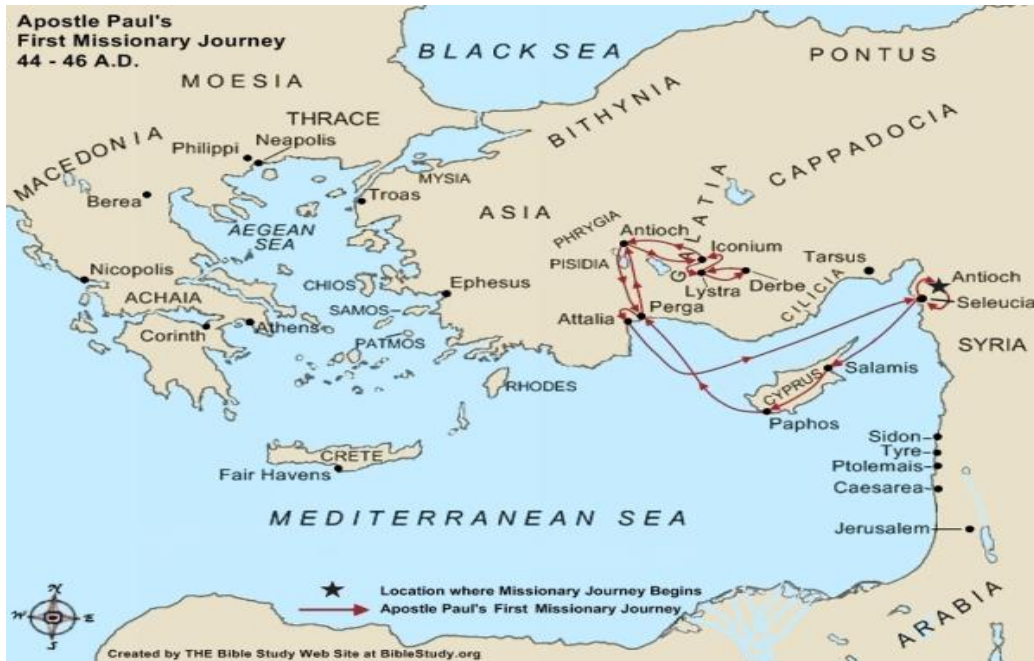 Apostle Paul's
First Missionary Journey
44 - 46 A.D.
BLACK SEA
PONTUS
MOESIA
THRACE
BITHYNIA
MACEDONIA
Philippi
Neapolis
CAPPADOCIA
MYSIA
Berea
Troas
ASIA
GALATIA
PHRYGIA
Antioch
AEGEAN
SEA
PISIDIA
Iconium
Tarsus
Nicopolis
CHIOS
Ephesus
Lystra
Derbe
CILICIA
Antioch
Seleucia
ACHAIA
SAMOS
Perga
Attalia
Corinth
Athens
PATMOS
SYRIA
RHODES
CYPRUS
Salamis
Paphos
CRETE
Fair Havens
Sidon
Tyre
Ptolemais
Caesarea
MEDITERRANEAN SEA
Jerusalem
ARABIA
Location where Missionary Journey Begins
Apostle Paul's First Missionary Journey
N
W
E
S
Created by THE Bible Study Web Site at BibleStudy.org